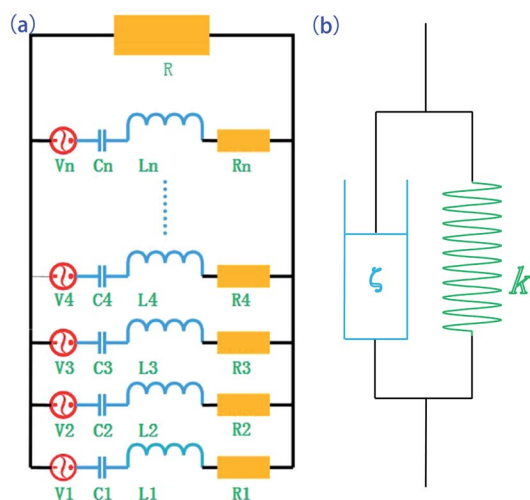 (a)
R
Vn Cn Ln Rn
V4 C4 L4 R4
V3 C3 L3 R3
V2 C2 L2 R2
V1 C1 L1 R1
(b)
ζ
k